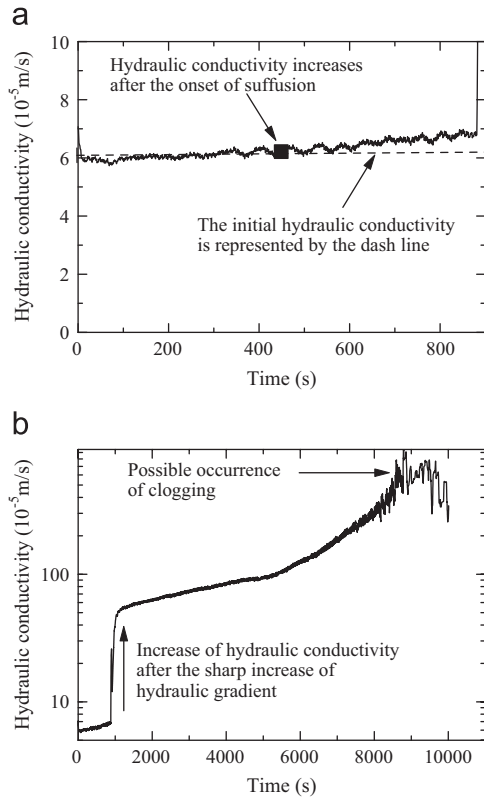 a
Hydraulic conductivity (10⁻⁵m/s)
10
8
6
4
2
0
Hydraulic conductivity increases
after the onset of suffusion
The initial hydraulic conductivity
is represented by the dash line
0 200 400 600 800
Time (s)
b
Hydraulic conductivity (10⁻⁵m/s)
100
10
Possible occurrence
of clogging
Increase of hydraulic conductivity
after the sharp increase of
hydraulic gradient
0 2000 4000 6000 8000 10000
Time (s)